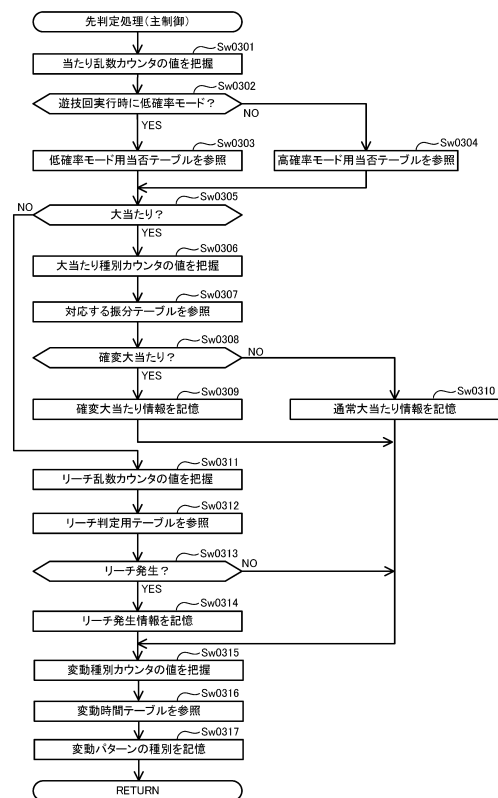 先判定処理(主制御)
Sw0301
当たり乱数カウンタの値を把握
Sw0302
遊技回実行時に低確率モード？
NO
YES
Sw0303
低確率モード用当否テーブルを参照
Sw0304
高確率モード用当否テーブルを参照
Sw0305
NO
大当たり？
YES
Sw0306
大当たり種別カウンタの値を把握
Sw0307
対応する振分テーブルを参照
Sw0308
確変大当たり？
NO
YES
Sw0309
確変大当たり情報を記憶
Sw0310
通常大当たり情報を記憶
Sw0311
リーチ乱数カウンタの値を把握
Sw0312
リーチ判定用テーブルを参照
Sw0313
リーチ発生？
NO
YES
Sw0314
リーチ発生情報を記憶
Sw0315
変動種別カウンタの値を把握
Sw0316
変動時間テーブルを参照
Sw0317
変動パターンの種別を記憶
RETURN